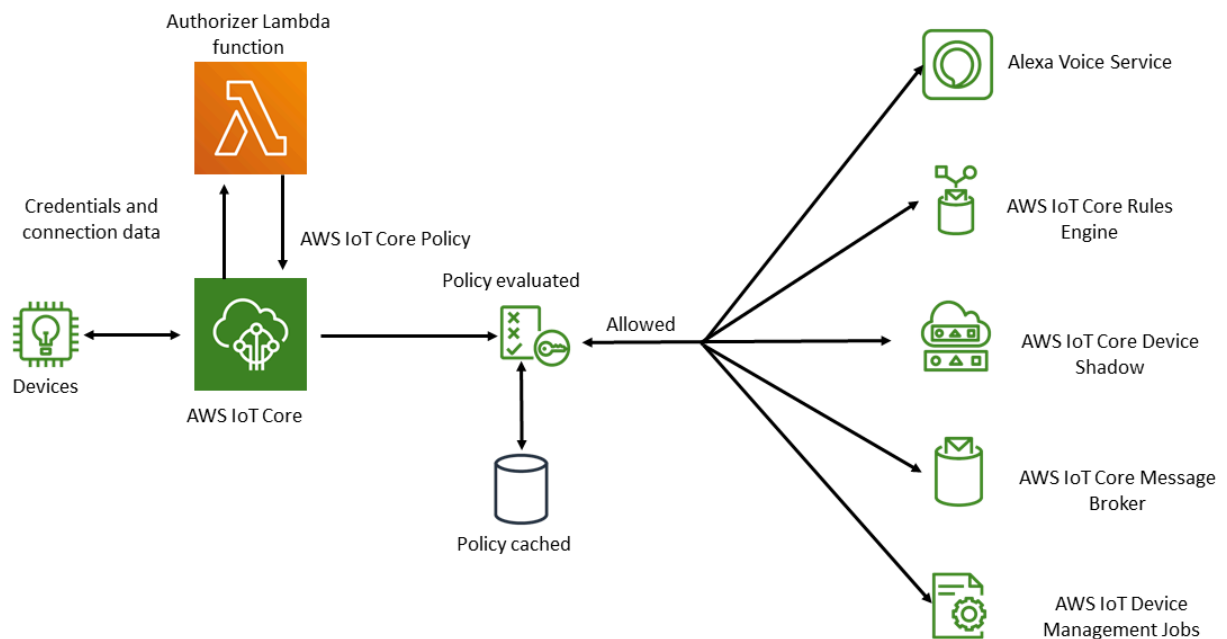 Authorizer Lambda
function
Credentials and
connection data
AWS IoT Core Policy
Devices
AWS IoT Core
Policy evaluated
Policy cached
Allowed
Alexa Voice Service
AWS IoT Core Rules
Engine
AWS IoT Core Device
Shadow
AWS IoT Core Message
Broker
AWS IoT Device
Management Jobs